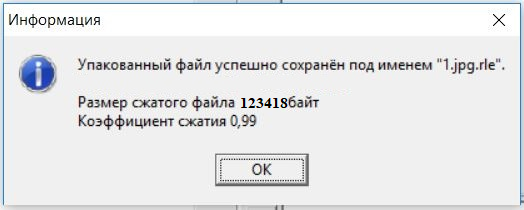 Информация
Упакованный файл успешно сохранён под именем "1.jpg.rle".
Размер сжатого файла 123418байт
Коэффициент сжатия 0,99
OK